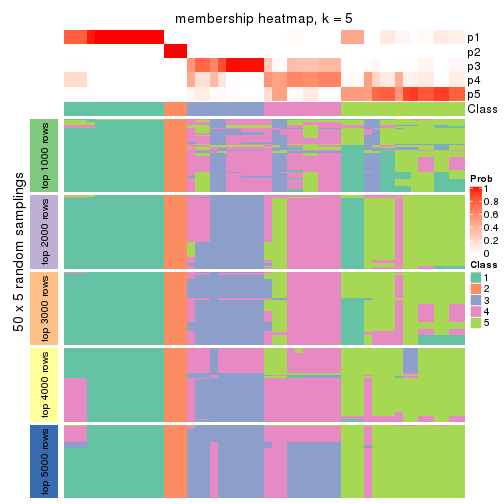 membership heatmap, k = 5
p1
p2
p3
p4
p5
Class
50 x 5 random samplings
top 1000 rows
top 2000 rows
top 3000 rows
top 4000 rows
top 5000 rows
Prob
1
0.8
0.6
0.4
0.2
0
Class
1
2
3
4
5